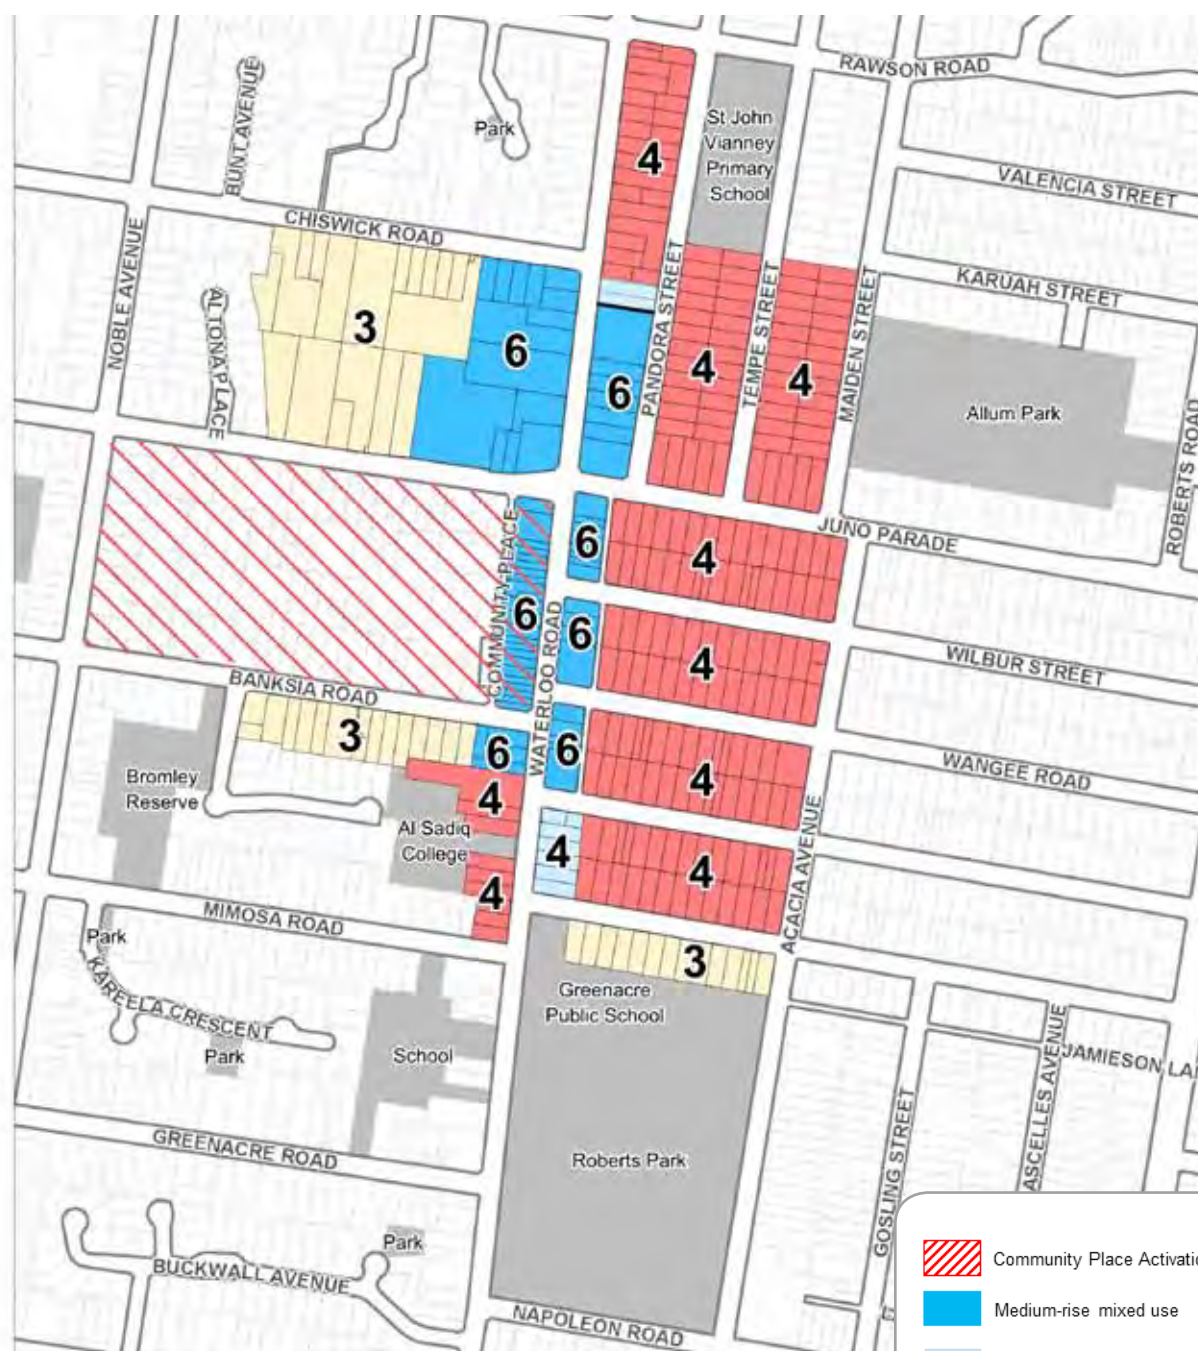 RAWSON ROAD
BUNT AVENUE
Park
St John
Vianney
Primary
School
4
VALENCIA STREET
CHISWICK ROAD
NOBLE AVENUE
PANDORA STREET
TEMPE STREET
MAIDEN STREET
KARUAH STREET
ALTONA PLACE
3
6
6
4
4
Allum Park
ROBERTS ROAD
JUNO PARADE
COMMUNITY PLACE
6
4
6
WATERLOO ROAD
6
4
WILBUR STREET
BANKSIA ROAD
3
6
6
4
WANGEE ROAD
Bromley
Reserve
4
Al Sadiq
College
4
4
ACACIA AVENUE
4
MIMOSA ROAD
Park
KAREELA CRESCENT
Park
School
3
Greenacre
Public School
JAMIESON LA
ASCELLES AVENUE
GOSLING STREET
GREENACRE ROAD
Roberts Park
Park
BUCKWALL AVENUE
NAPOLEON ROAD
Community Place Activatio
Medium-rise mixed use